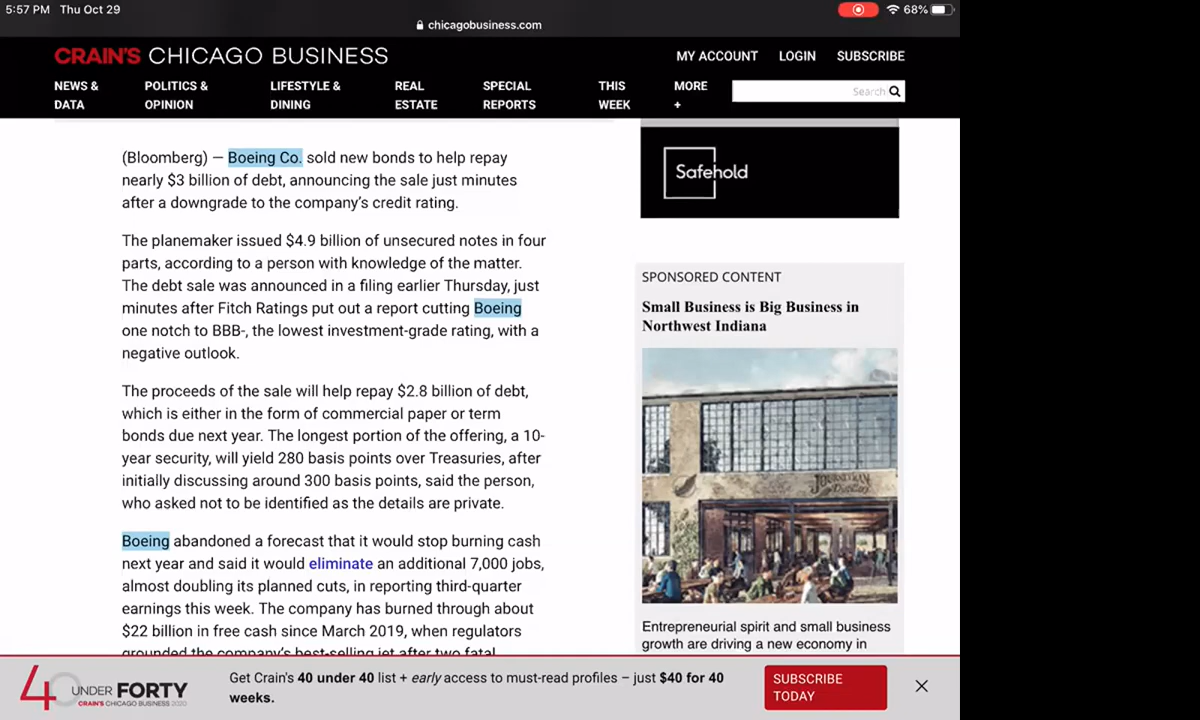 5:57 PM Thu Oct 29
68%
chicagobusiness.com
CRAIN'S CHICAGO BUSINESS
MY ACCOUNT LOGIN SUBSCRIBE
NEWS & DATA
POLITICS & OPINION
LIFESTYLE & DINING
REAL ESTATE
SPECIAL REPORTS
THIS WEEK
MORE +
Search
(Bloomberg) — Boeing Co. sold new bonds to help repay
nearly $3 billion of debt, announcing the sale just minutes
after a downgrade to the company's credit rating.
The planemaker issued $4.9 billion of unsecured notes in four
parts, according to a person with knowledge of the matter.
The debt sale was announced in a filing earlier Thursday, just
minutes after Fitch Ratings put out a report cutting Boeing
one notch to BBB-, the lowest investment-grade rating, with a
negative outlook.
The proceeds of the sale will help repay $2.8 billion of debt,
which is either in the form of commercial paper or term
bonds due next year. The longest portion of the offering, a 10-
year security, will yield 280 basis points over Treasuries, after
initially discussing around 300 basis points, said the person,
who asked not to be identified as the details are private.
Boeing abandoned a forecast that it would stop burning cash
next year and said it would eliminate an additional 7,000 jobs,
almost doubling its planned cuts, in reporting third-quarter
earnings this week. The company has burned through about
$22 billion in free cash since March 2019, when regulators
grounded the company's best-selling jet after two fatal
Safehold
SPONSORED CONTENT
Small Business is Big Business in
Northwest Indiana
Entrepreneurial spirit and small business
growth are driving a new economy in
40 UNDER FORTY
CRAIN'S CHICAGO BUSINESS 2020
Get Crain's 40 under 40 list + early access to must-read profiles – just $40 for 40
weeks.
SUBSCRIBE
TODAY